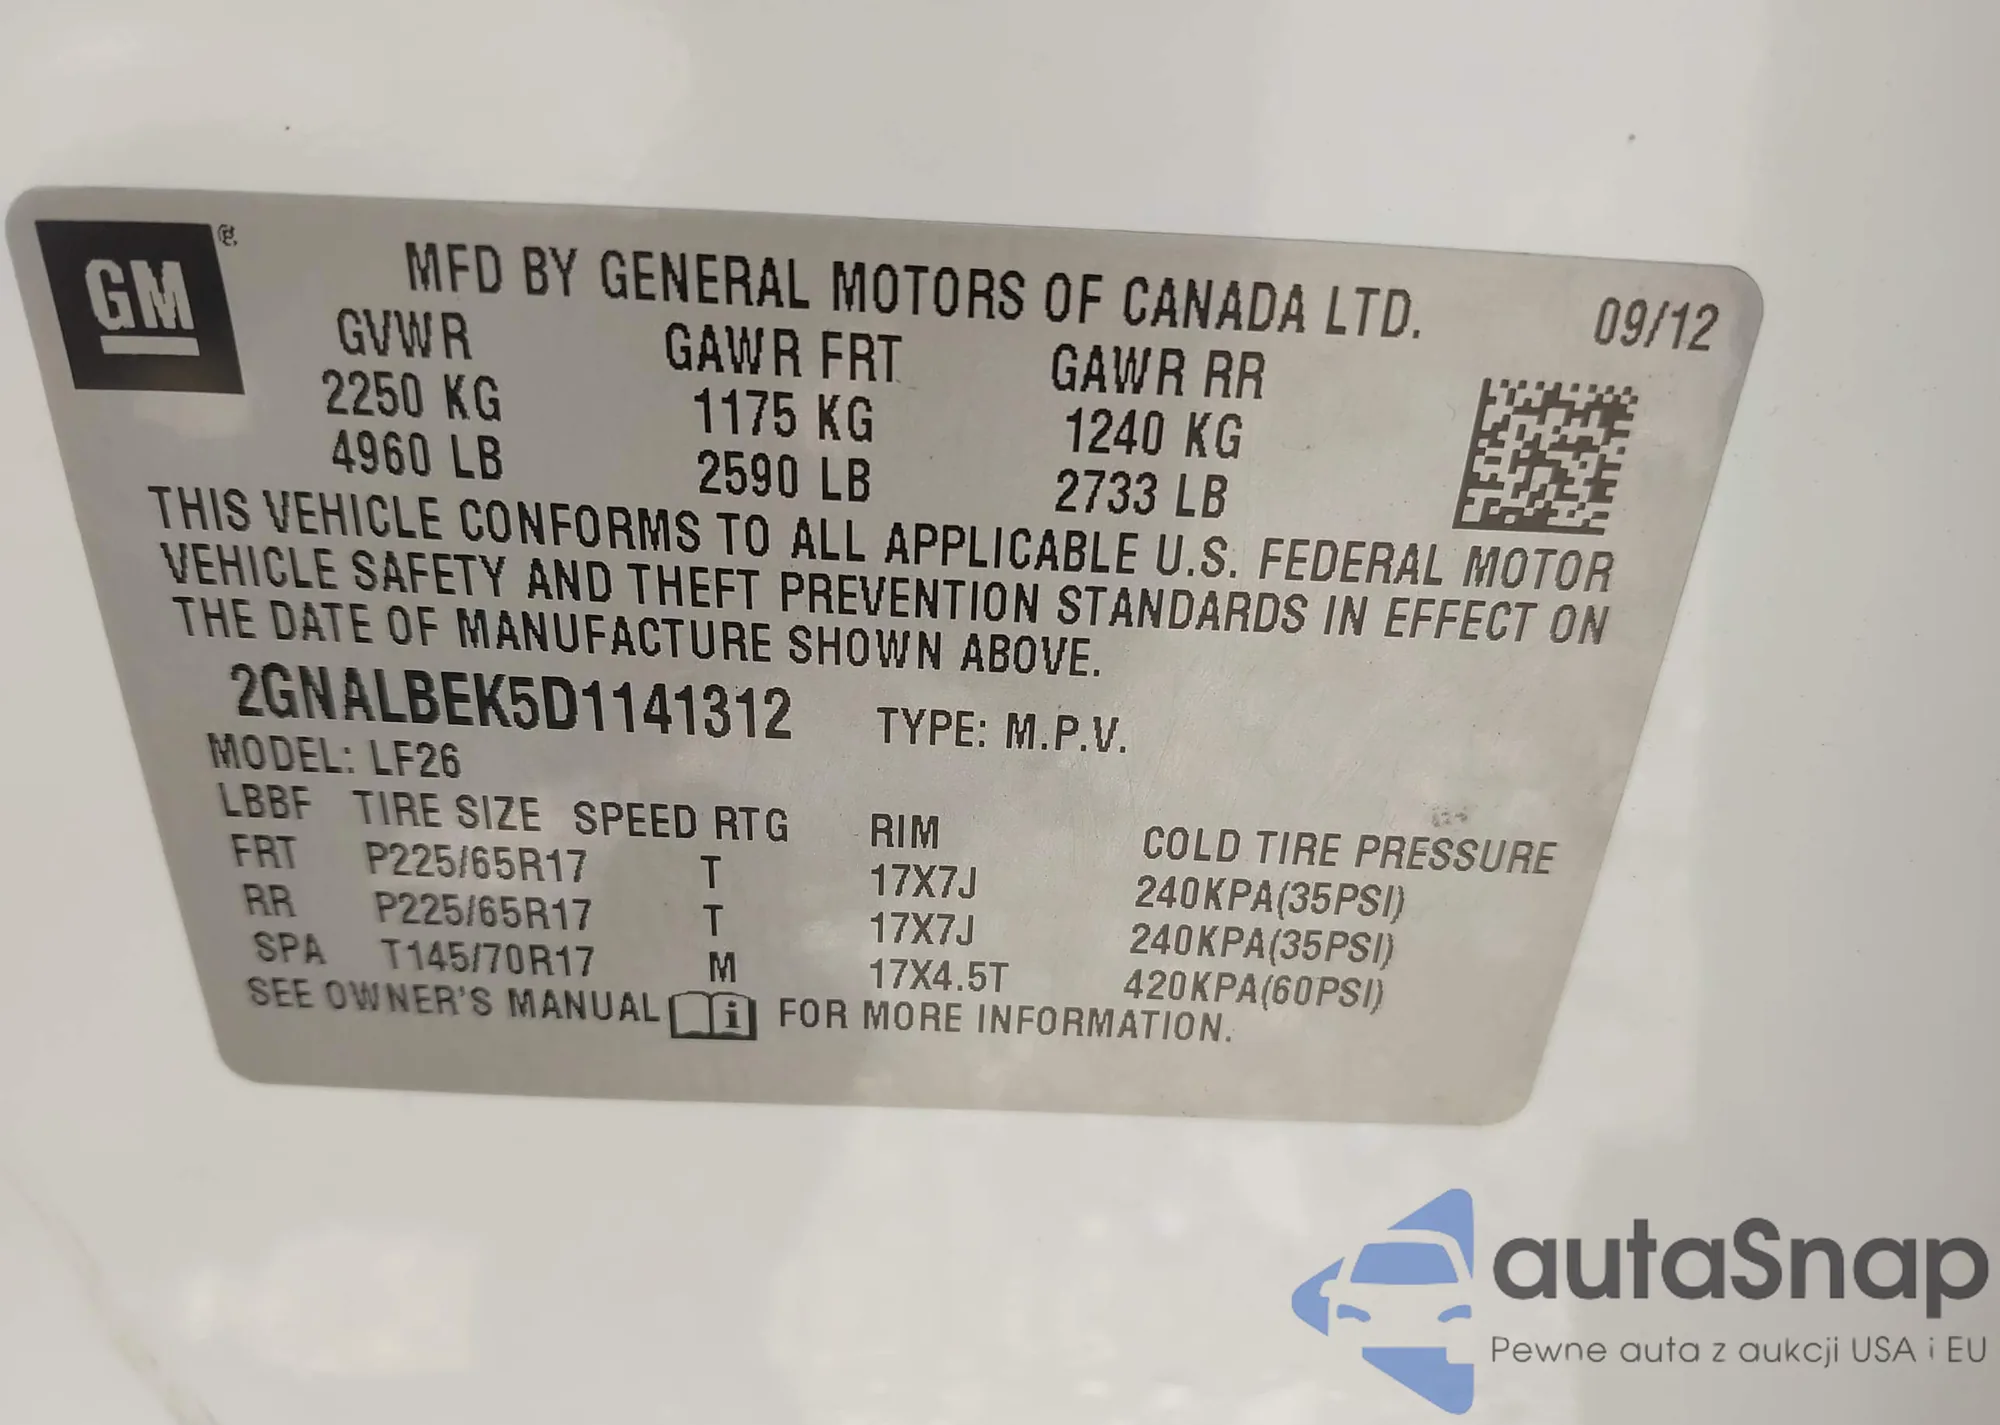 GM
MFD BY GENERAL MOTORS OF CANADA LTD.
09/12
GVWR GAWR FRT GAWR RR
2250 KG 1175 KG 1240 KG
4960 LB 2590 LB 2733 LB
THIS VEHICLE CONFORMS TO ALL APPLICABLE U.S. FEDERAL MOTOR
VEHICLE SAFETY AND THEFT PREVENTION STANDARDS IN EFFECT ON
THE DATE OF MANUFACTURE SHOWN ABOVE.
2GNALBEK5D1141312 TYPE: M.P.V.
MODEL: LF26
LBBF TIRE SIZE SPEED RTG RIM COLD TIRE PRESSURE
FRT P225/65R17 T 17X7J 240KPA(35PSI)
RR P225/65R17 T 17X7J 240KPA(35PSI)
SPA T145/70R17 M 17X4.5T 420KPA(60PSI)
SEE OWNER'S MANUAL i FOR MORE INFORMATION.
autaSnap
Pewne auta z aukcji USA i EU